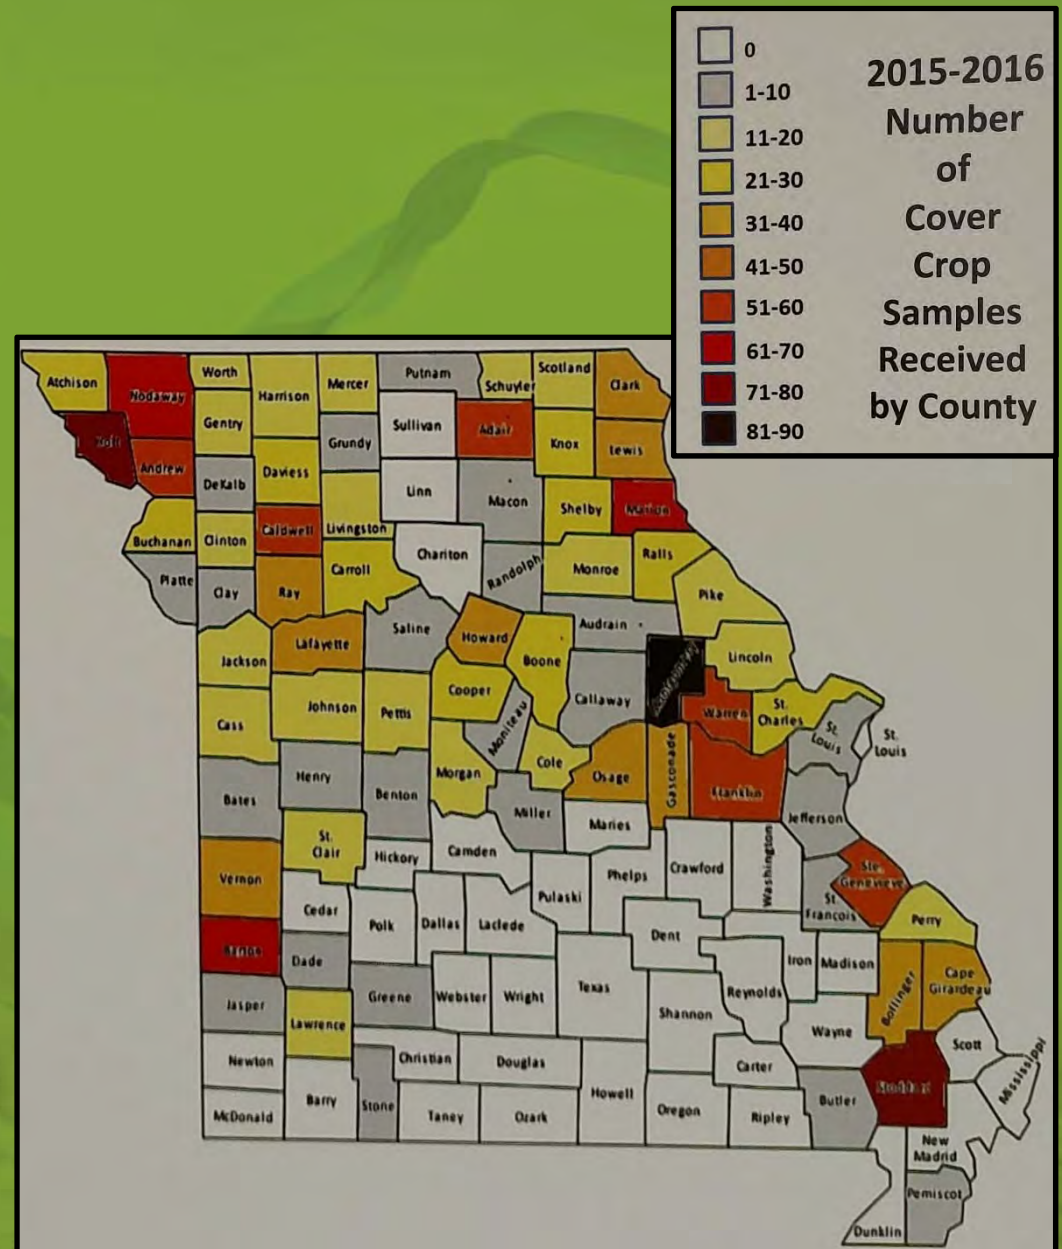 0
1-10
11-20
21-30
31-40
41-50
51-60
61-70
71-80
81-90
2015-2016
Number
of
Cover
Crop
Samples
Received
by County
Atchison
Nodaway
Worth
Harrison
Mercer
Putnam
Schuyler
Scotland
Clark
Holt
Andrew
Gentry
DeKalb
Daviess
Grundy
Sullivan
Adair
Knox
Lewis
Linn
Macon
Shelby
Marion
Buchanan
Clinton
Caldwell
Livingston
Chariton
Randolph
Monroe
Ralls
Platte
Clay
Ray
Carroll
Pike
Saline
Howard
Audrain
Jackson
Lafayette
Boone
Callaway
Lincoln
Cass
Johnson
Pettis
Cooper
Moniteau
Warren
St.
Charles
St.
Louis
St.
Louis
Morgan
Cole
Osage
Gasconade
Franklin
Bates
Henry
Benton
Miller
Maries
Jefferson
Vernon
St.
Clair
Hickory
Camden
Pulaski
Phelps
Crawford
Washington
Ste.
Genevieve
St.
Francois
Perry
Cedar
Polk
Dallas
Laclede
Dent
Iron
Madison
Barton
Dade
Bollinger
Cape
Girardeau
Jasper
Lawrence
Greene
Webster
Wright
Texas
Shannon
Reynolds
Wayne
Scott
Mississippi
Newton
Christian
Douglas
Carter
Stoddard
McDonald
Barry
Stone
Taney
Ozark
Howell
Oregon
Ripley
Butler
New
Madrid
Pemiscot
Dunklin